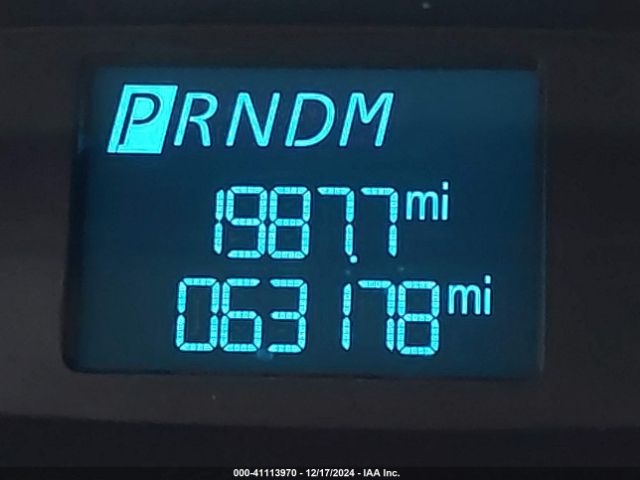 PRNDM
1987.7 mi
063178 mi
000-41113970 - 12/17/2024 - IAA Inc.